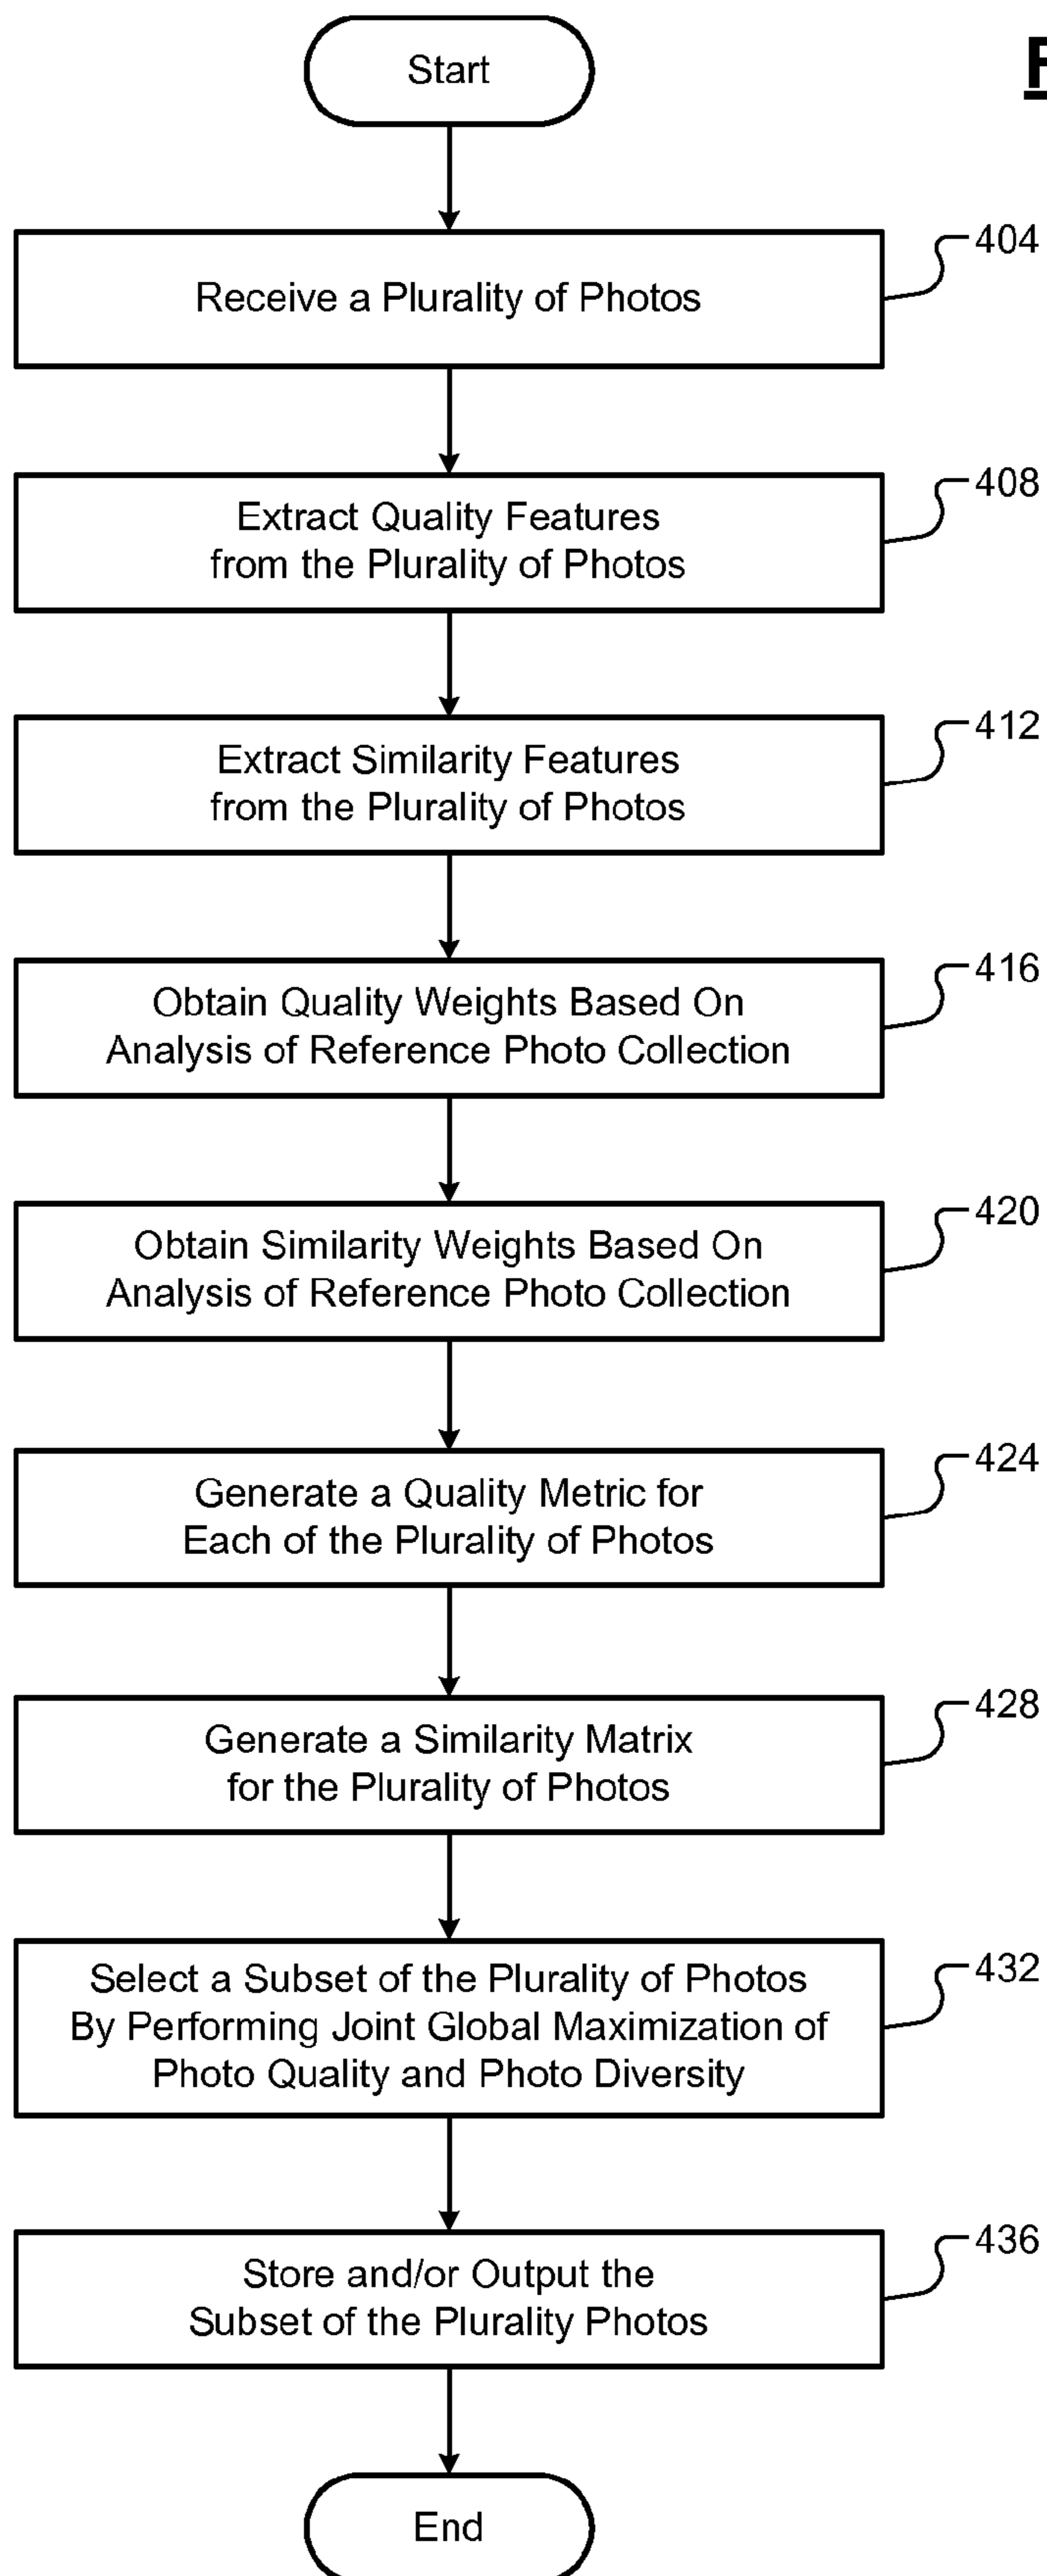 Start
404
Receive a Plurality of Photos
408
Extract Quality Features
from the Plurality of Photos
412
Extract Similarity Features
from the Plurality of Photos
416
Obtain Quality Weights Based On
Analysis of Reference Photo Collection
420
Obtain Similarity Weights Based On
Analysis of Reference Photo Collection
424
Generate a Quality Metric for
Each of the Plurality of Photos
428
Generate a Similarity Matrix
for the Plurality of Photos
432
Select a Subset of the Plurality of Photos
By Performing Joint Global Maximization of
Photo Quality and Photo Diversity
436
Store and/or Output the
Subset of the Plurality Photos
End